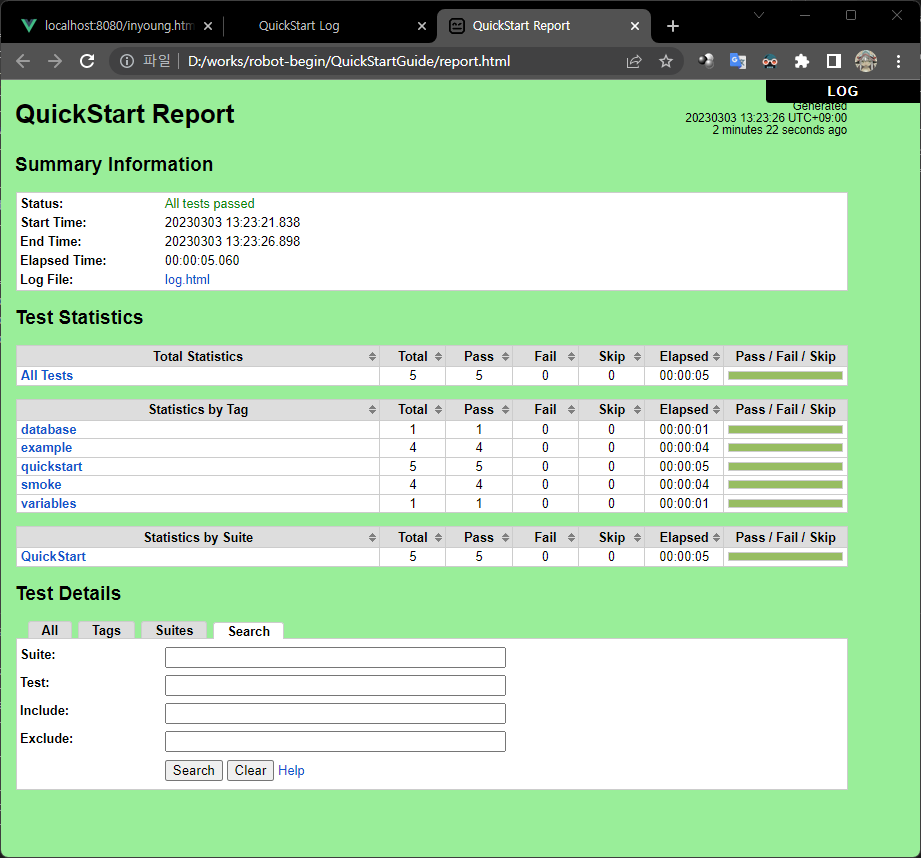 localhost:8080/inyoung.htm
QuickStart Log
QuickStart Report
파일
D:/works/robot-begin/QuickStartGuide/report.html
LOG
QuickStart Report
Generated
20230303 13:23:26 UTC+09:00
2 minutes 22 seconds ago
Summary Information
Status: All tests passed
Start Time: 20230303 13:23:21.838
End Time: 20230303 13:23:26.898
Elapsed Time: 00:00:05.060
Log File: log.html
Test Statistics
Total Statistics Total Pass Fail Skip Elapsed Pass / Fail / Skip
All Tests 5 5 0 0 00:00:05
Statistics by Tag Total Pass Fail Skip Elapsed Pass / Fail / Skip
database 1 1 0 0 00:00:01
example 4 4 0 0 00:00:04
quickstart 5 5 0 0 00:00:05
smoke 4 4 0 0 00:00:04
variables 1 1 0 0 00:00:01
Statistics by Suite Total Pass Fail Skip Elapsed Pass / Fail / Skip
QuickStart 5 5 0 0 00:00:05
Test Details
All Tags Suites Search
Suite:
Test:
Include:
Exclude:
Search Clear Help